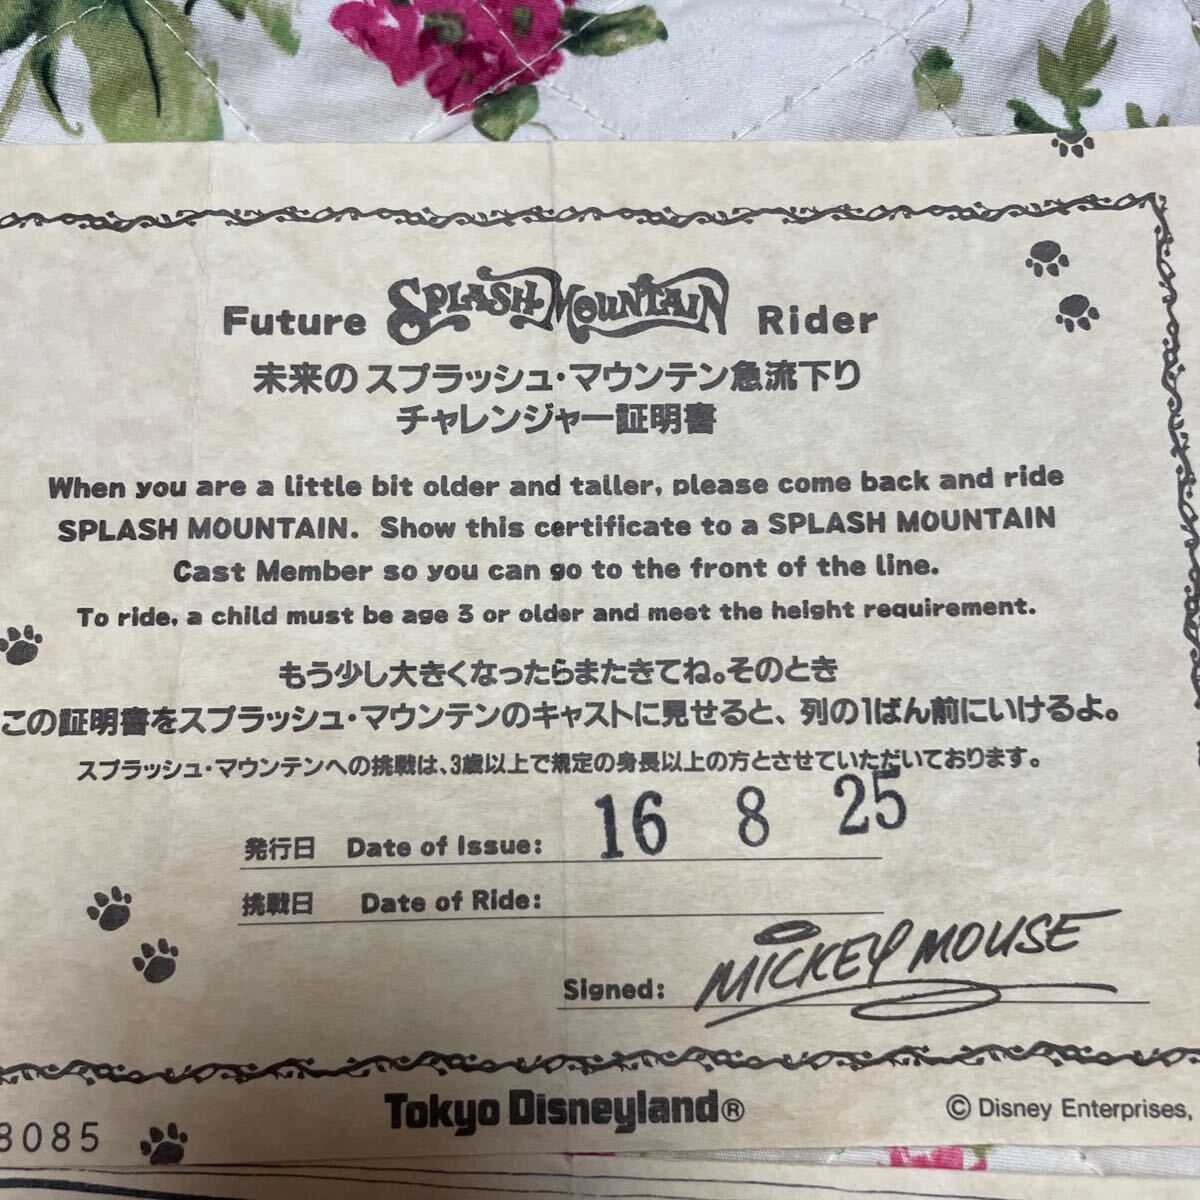 Future SPLASH MOUNTAIN Rider
未来のスプラッシュ・マウンテン急流下り
チャレンジャー証明書
When you are a little bit older and taller, please come back and ride
SPLASH MOUNTAIN. Show this certificate to a SPLASH MOUNTAIN
Cast Member so you can go to the front of the line.
To ride, a child must be age 3 or older and meet the height requirement.
もう少し大きくなったらまたきてね。そのとき
この証明書をスプラッシュ・マウンテンのキャストに見せると、列の1ばん前にいけるよ。
スプラッシュ・マウンテンへの挑戦は、3歳以上で規定の身長以上の方とさせていただいております。
発行日 Date of Issue: 16 8 25
挑戦日 Date of Ride:
Signed: MICKEY MOUSE
Tokyo Disneyland®
© Disney Enterprises,
8085